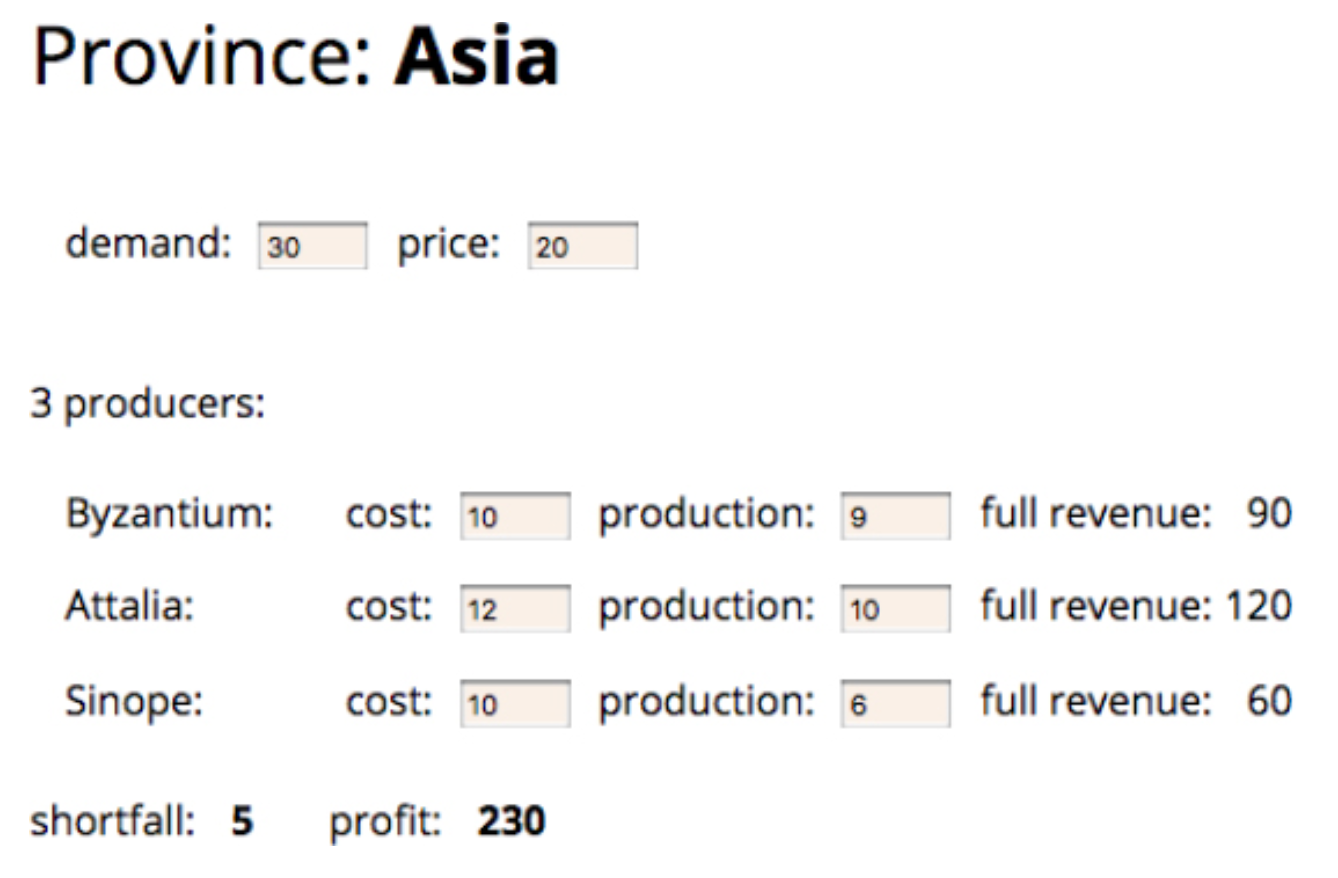 Province: Asia
demand: 30 price: 20
3 producers:
Byzantium: cost: 10 production: 9 full revenue: 90
Attalia: cost: 12 production: 10 full revenue: 120
Sinope: cost: 10 production: 6 full revenue: 60
shortfall: 5 profit: 230